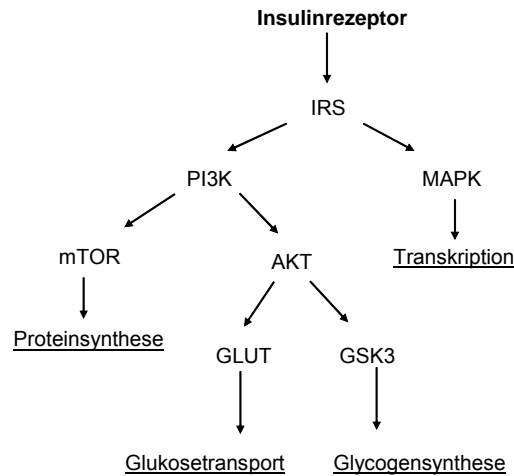 Insulinrezeptor
IRS
PI3K
MAPK
mTOR
AKT
Transkription
Proteinsynthese
GLUT
GSK3
Glukosetransport
Glycogensynthese